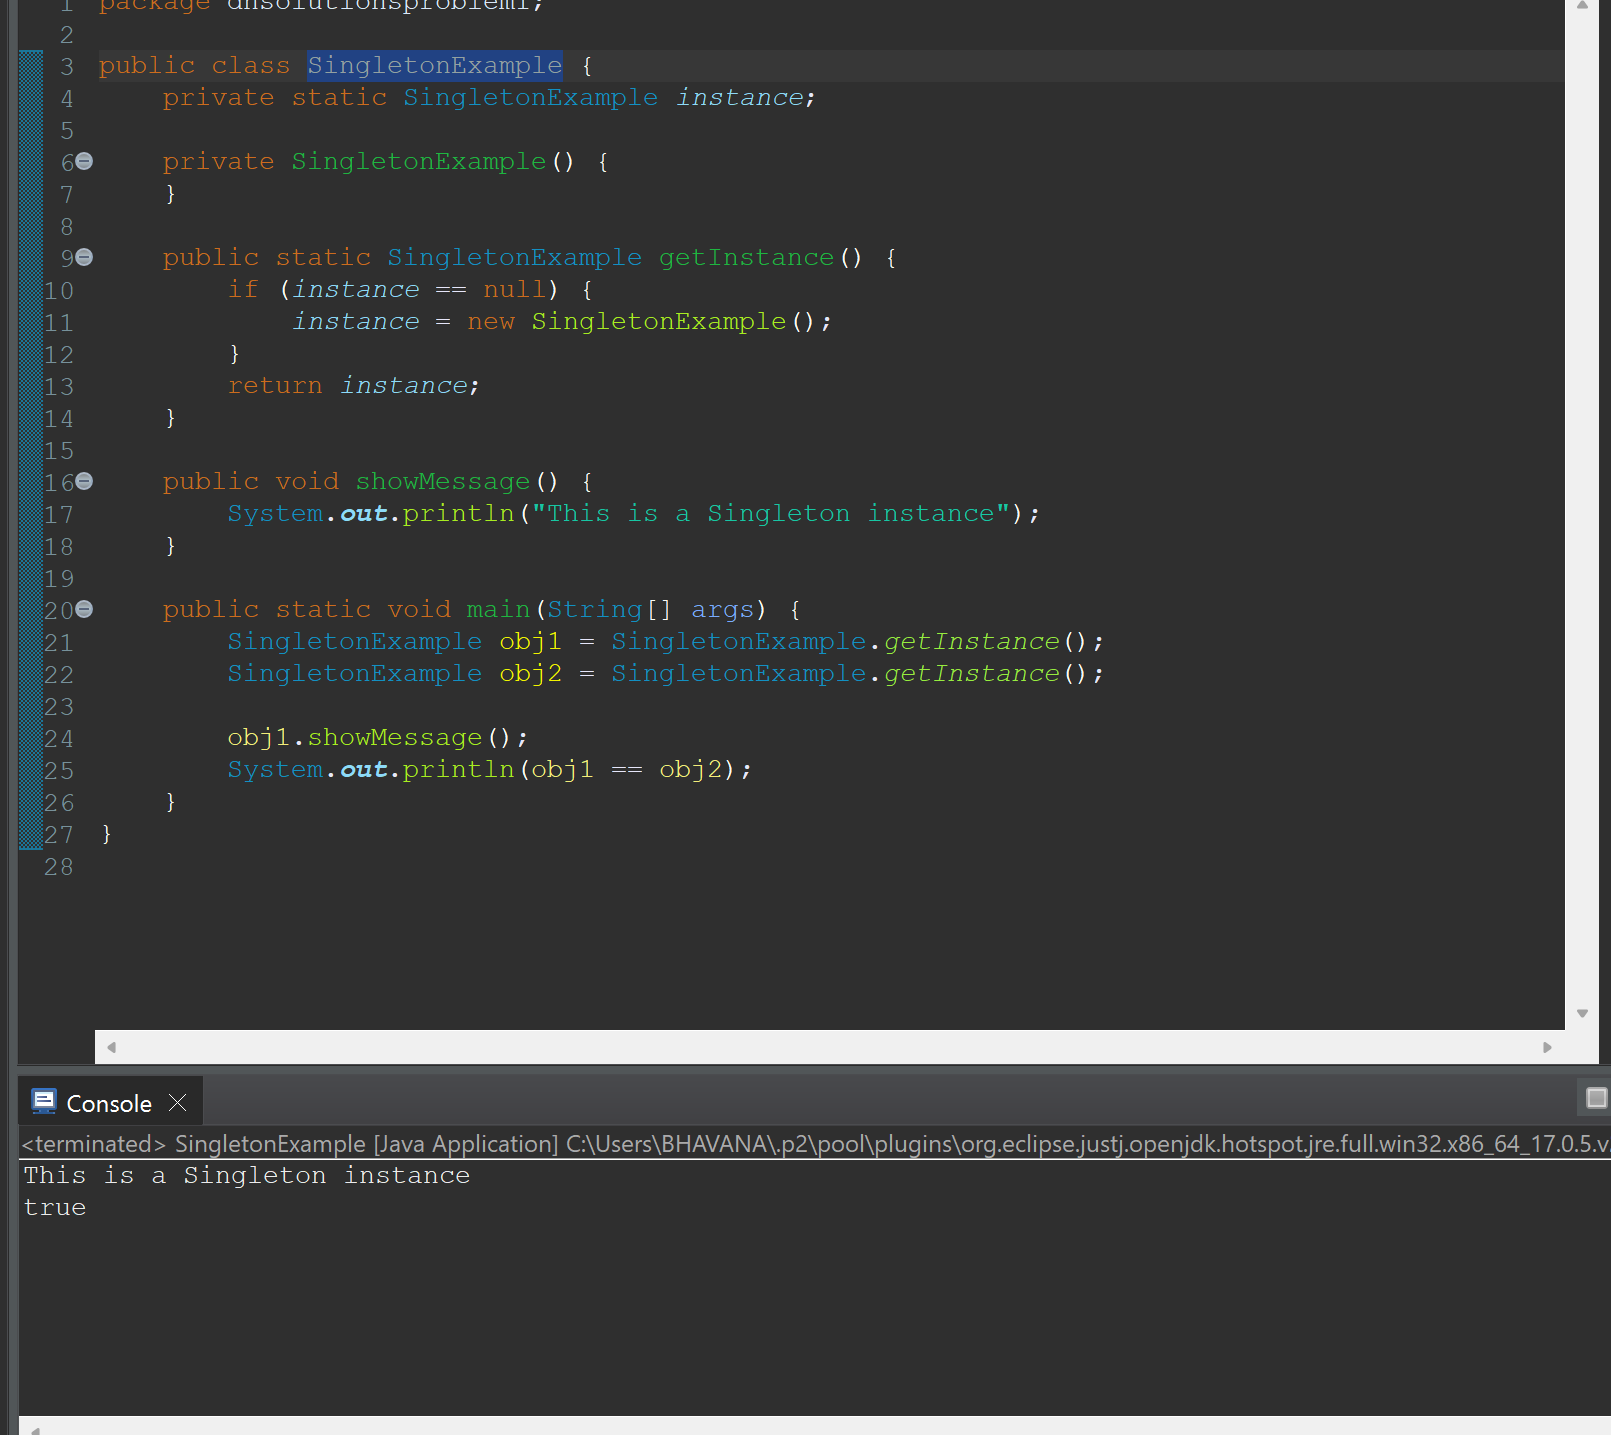 1 package
2
3 public class SingletonExample {
4 private static SingletonExample instance;
5
6 private SingletonExample() {
7 }
8
9 public static SingletonExample getInstance() {
10 if (instance == null) {
11 instance = new SingletonExample();
12 }
13 return instance;
14 }
15
16 public void showMessage() {
17 System.out.println("This is a Singleton instance");
18 }
19
20 public static void main(String[] args) {
21 SingletonExample obj1 = SingletonExample.getInstance();
22 SingletonExample obj2 = SingletonExample.getInstance();
23
24 obj1.showMessage();
25 System.out.println(obj1 == obj2);
26 }
27 }
28
Console
<terminated> SingletonExample [Java Application] C:\Users\BHAVANA\.p2\pool\plugins\org.eclipse.justj.openjdk.hotspot.jre.full.win32.x86_64_17.0.5.v
This is a Singleton instance
true